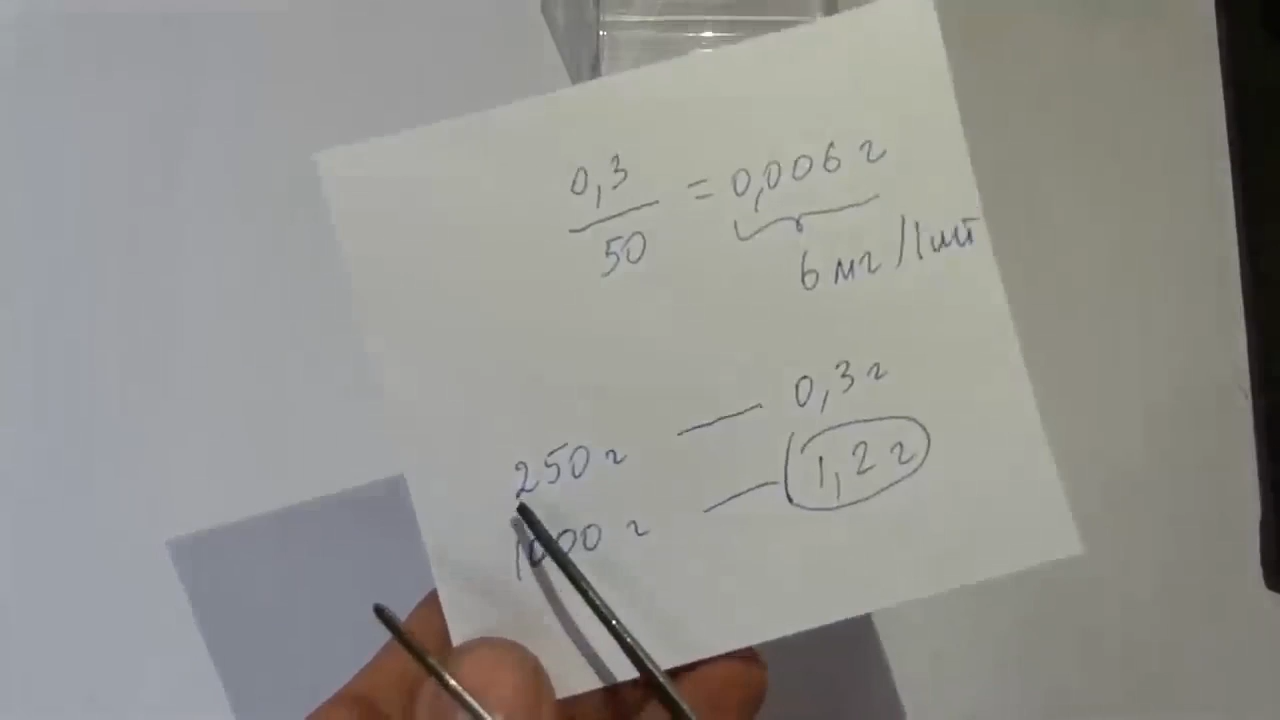 0,3
50
= 0,006 г
6 мг/1шт
250 г — 0,3 г
1000 г — 1,2 г